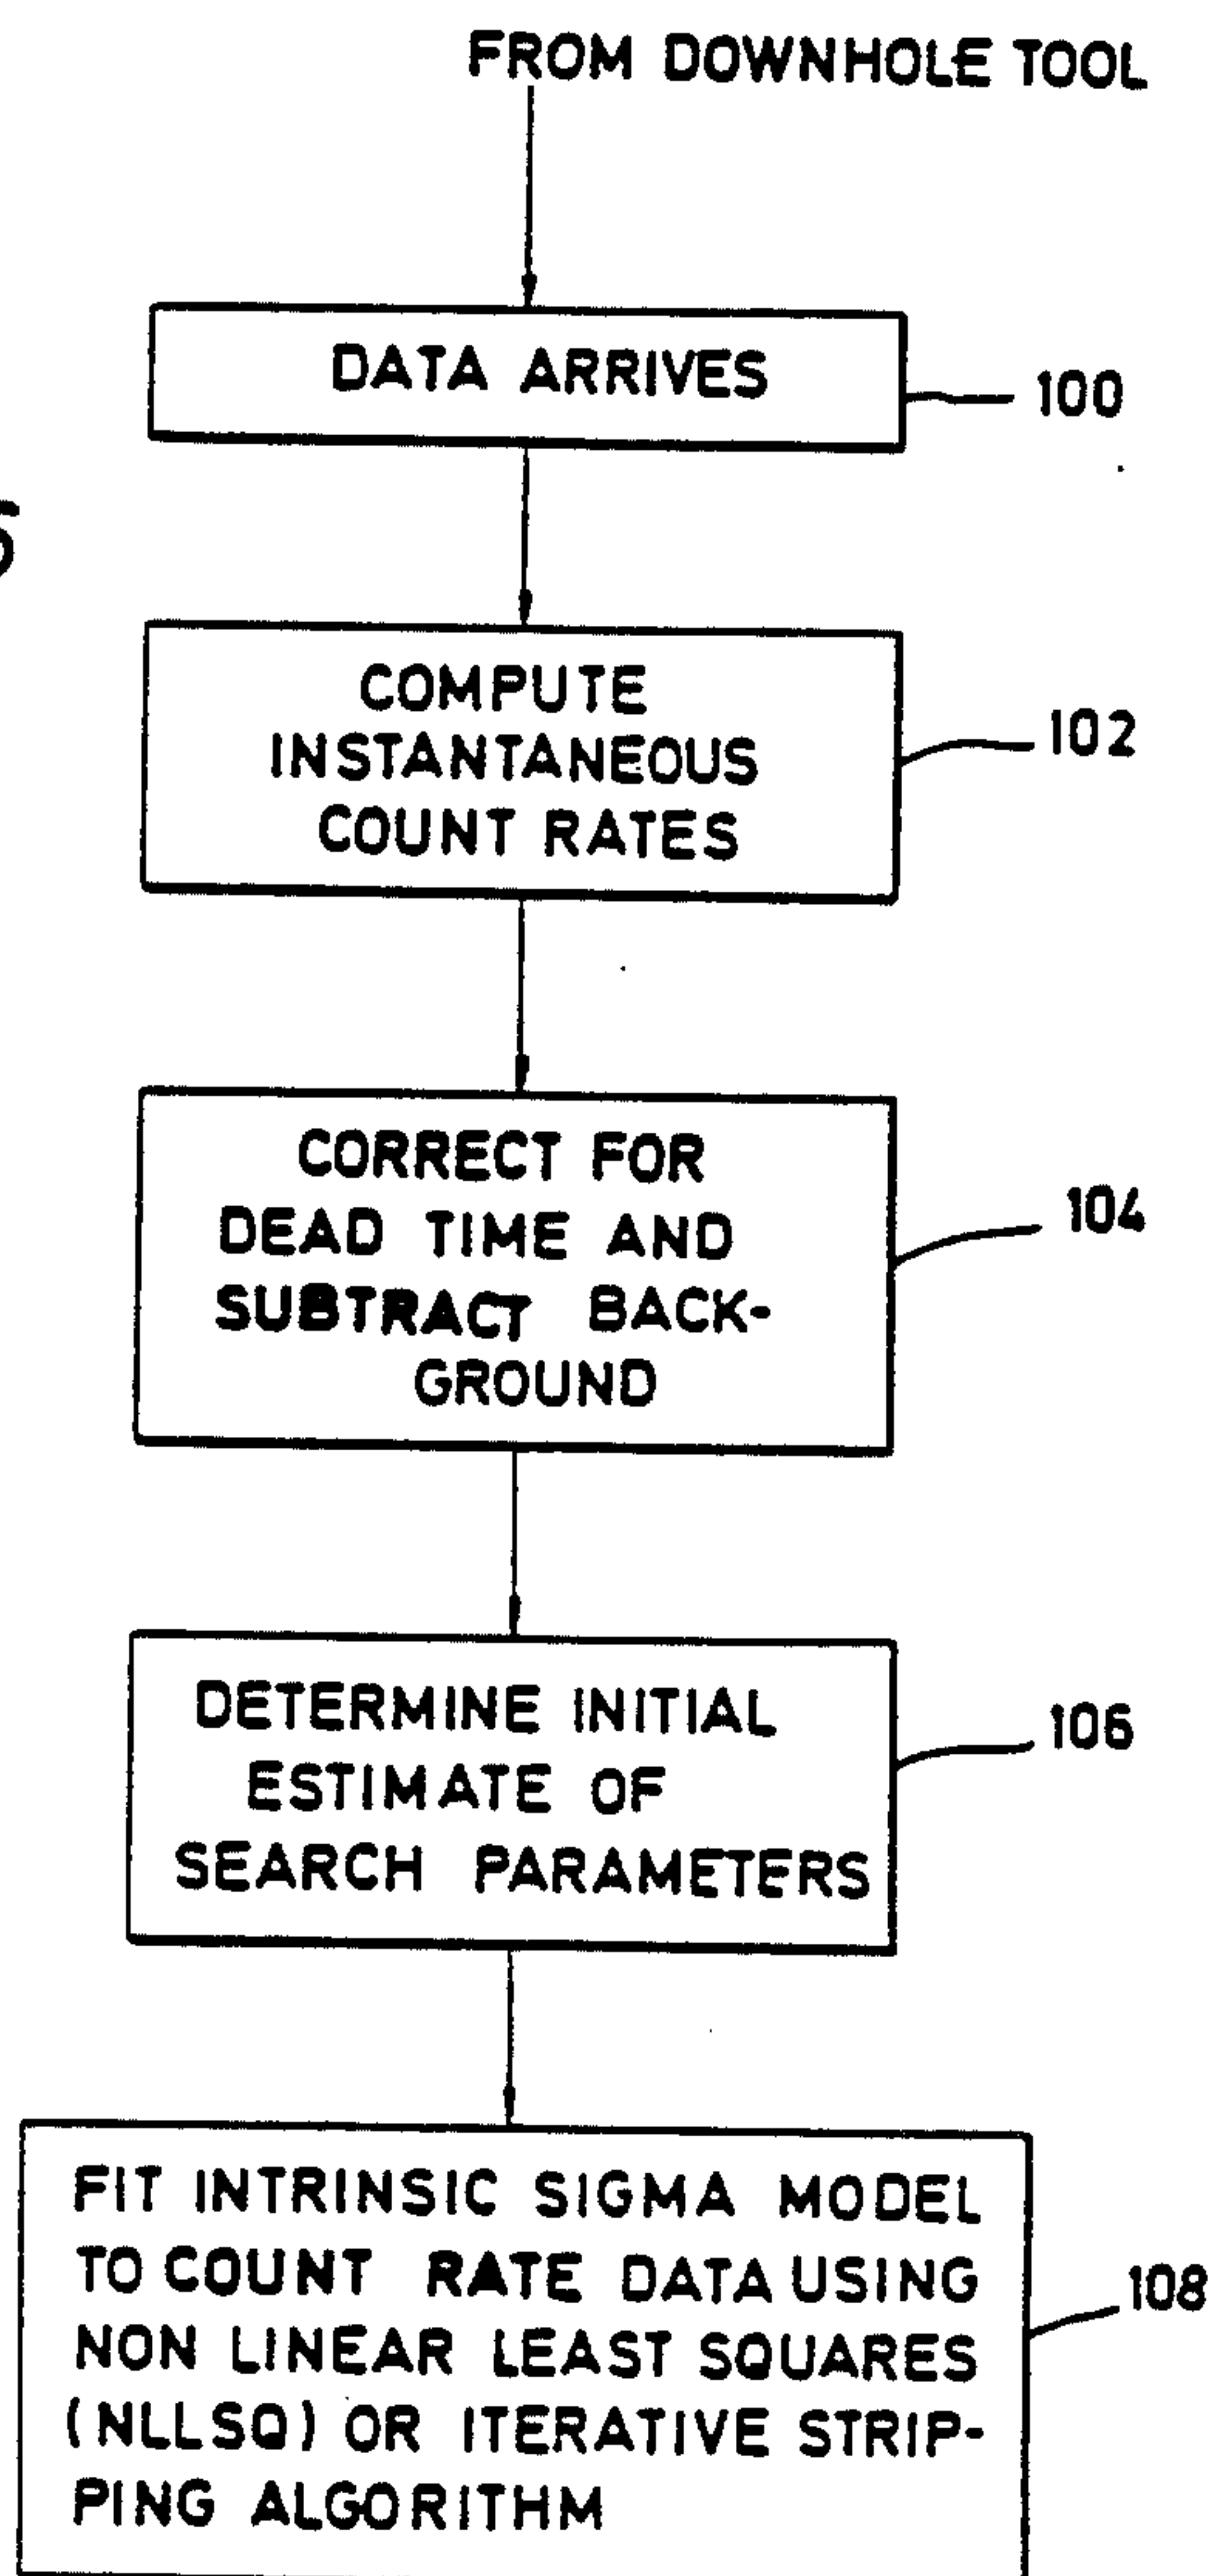 FROM DOWNHOLE TOOL
DATA ARRIVES
100
COMPUTE
INSTANTANEOUS
COUNT RATES
102
CORRECT FOR
DEAD TIME AND
SUBTRACT BACK-
GROUND
104
DETERMINE INITIAL
ESTIMATE OF
SEARCH PARAMETERS
106
FIT INTRINSIC SIGMA MODEL
TO COUNT RATE DATA USING
NON LINEAR LEAST SQUARES
(NLLSQ) OR ITERATIVE STRIP-
PING ALGORITHM
108